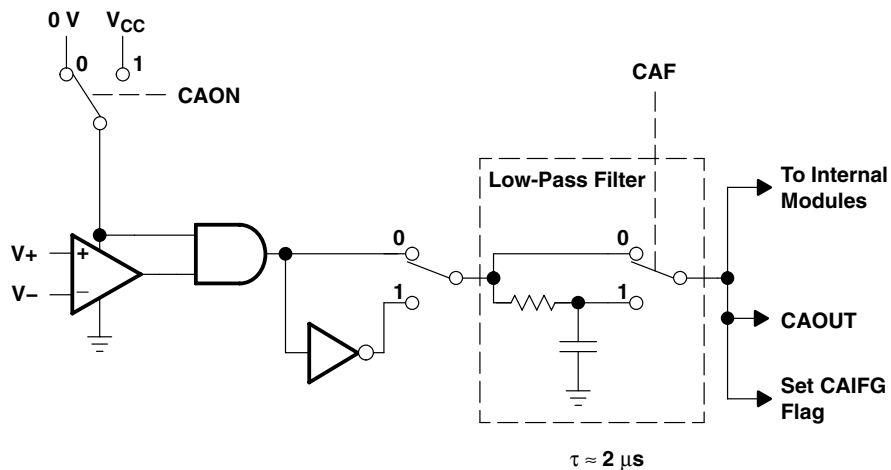 0 V VCC
0 1
CAON
CAF
Low-Pass Filter
To Internal
Modules
V+ +
V− −
0
1
0
1
CAOUT
Set CAIFG
Flag
τ ≈ 2 μs